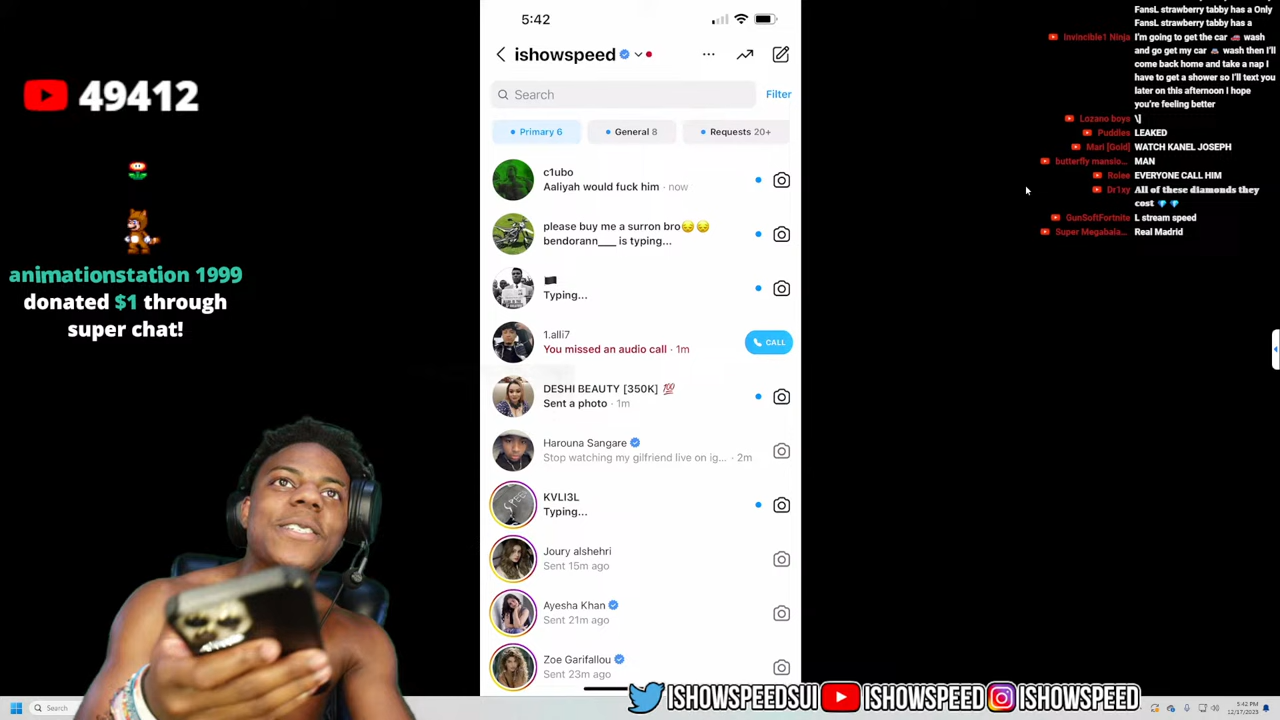 49412
animationstation 1999
donated $1 through
super chat!
5:42
ishowspeed
Search
Filter
Primary 6
General 8
Requests 20+
c1ubo
Aaliyah would fuck him · now
please buy me a surron bro😔😔
bendorann___ is typing...
🏴
Typing...
1.alli7
You missed an audio call · 1m
CALL
DESHI BEAUTY [350K] 💯
Sent a photo · 1m
Harouna Sangare
Stop watching my gilfriend live on ig... · 2m
KVLI3L
Typing...
Joury alshehri
Sent 15m ago
Ayesha Khan
Sent 21m ago
Zoe Garifallou
Sent 23m ago
FansL strawberry tabby has a Only
FansL strawberry tabby has a
Invincible1 Ninja I'm going to get the car 🚗 wash
and go get my car 🚘 wash then I'll
come back home and take a nap I
have to get a shower so I'll text you
later on this afternoon I hope
you're feeling better
Lozano boys \|
Puddles LEAKED
Mari [Gold] WATCH KANEL JOSEPH
butterfly mansio... MAN
Rolee EVERYONE CALL HIM
Dr1xy All of these diamonds they
cost 💎 💎
GunSoftFortnite L stream speed
Super Megabala... Real Madrid
ISHOWSPEEDSUI
ISHOWSPEED
ISHOWSPEED
Search
5:42 PM
12/17/2023